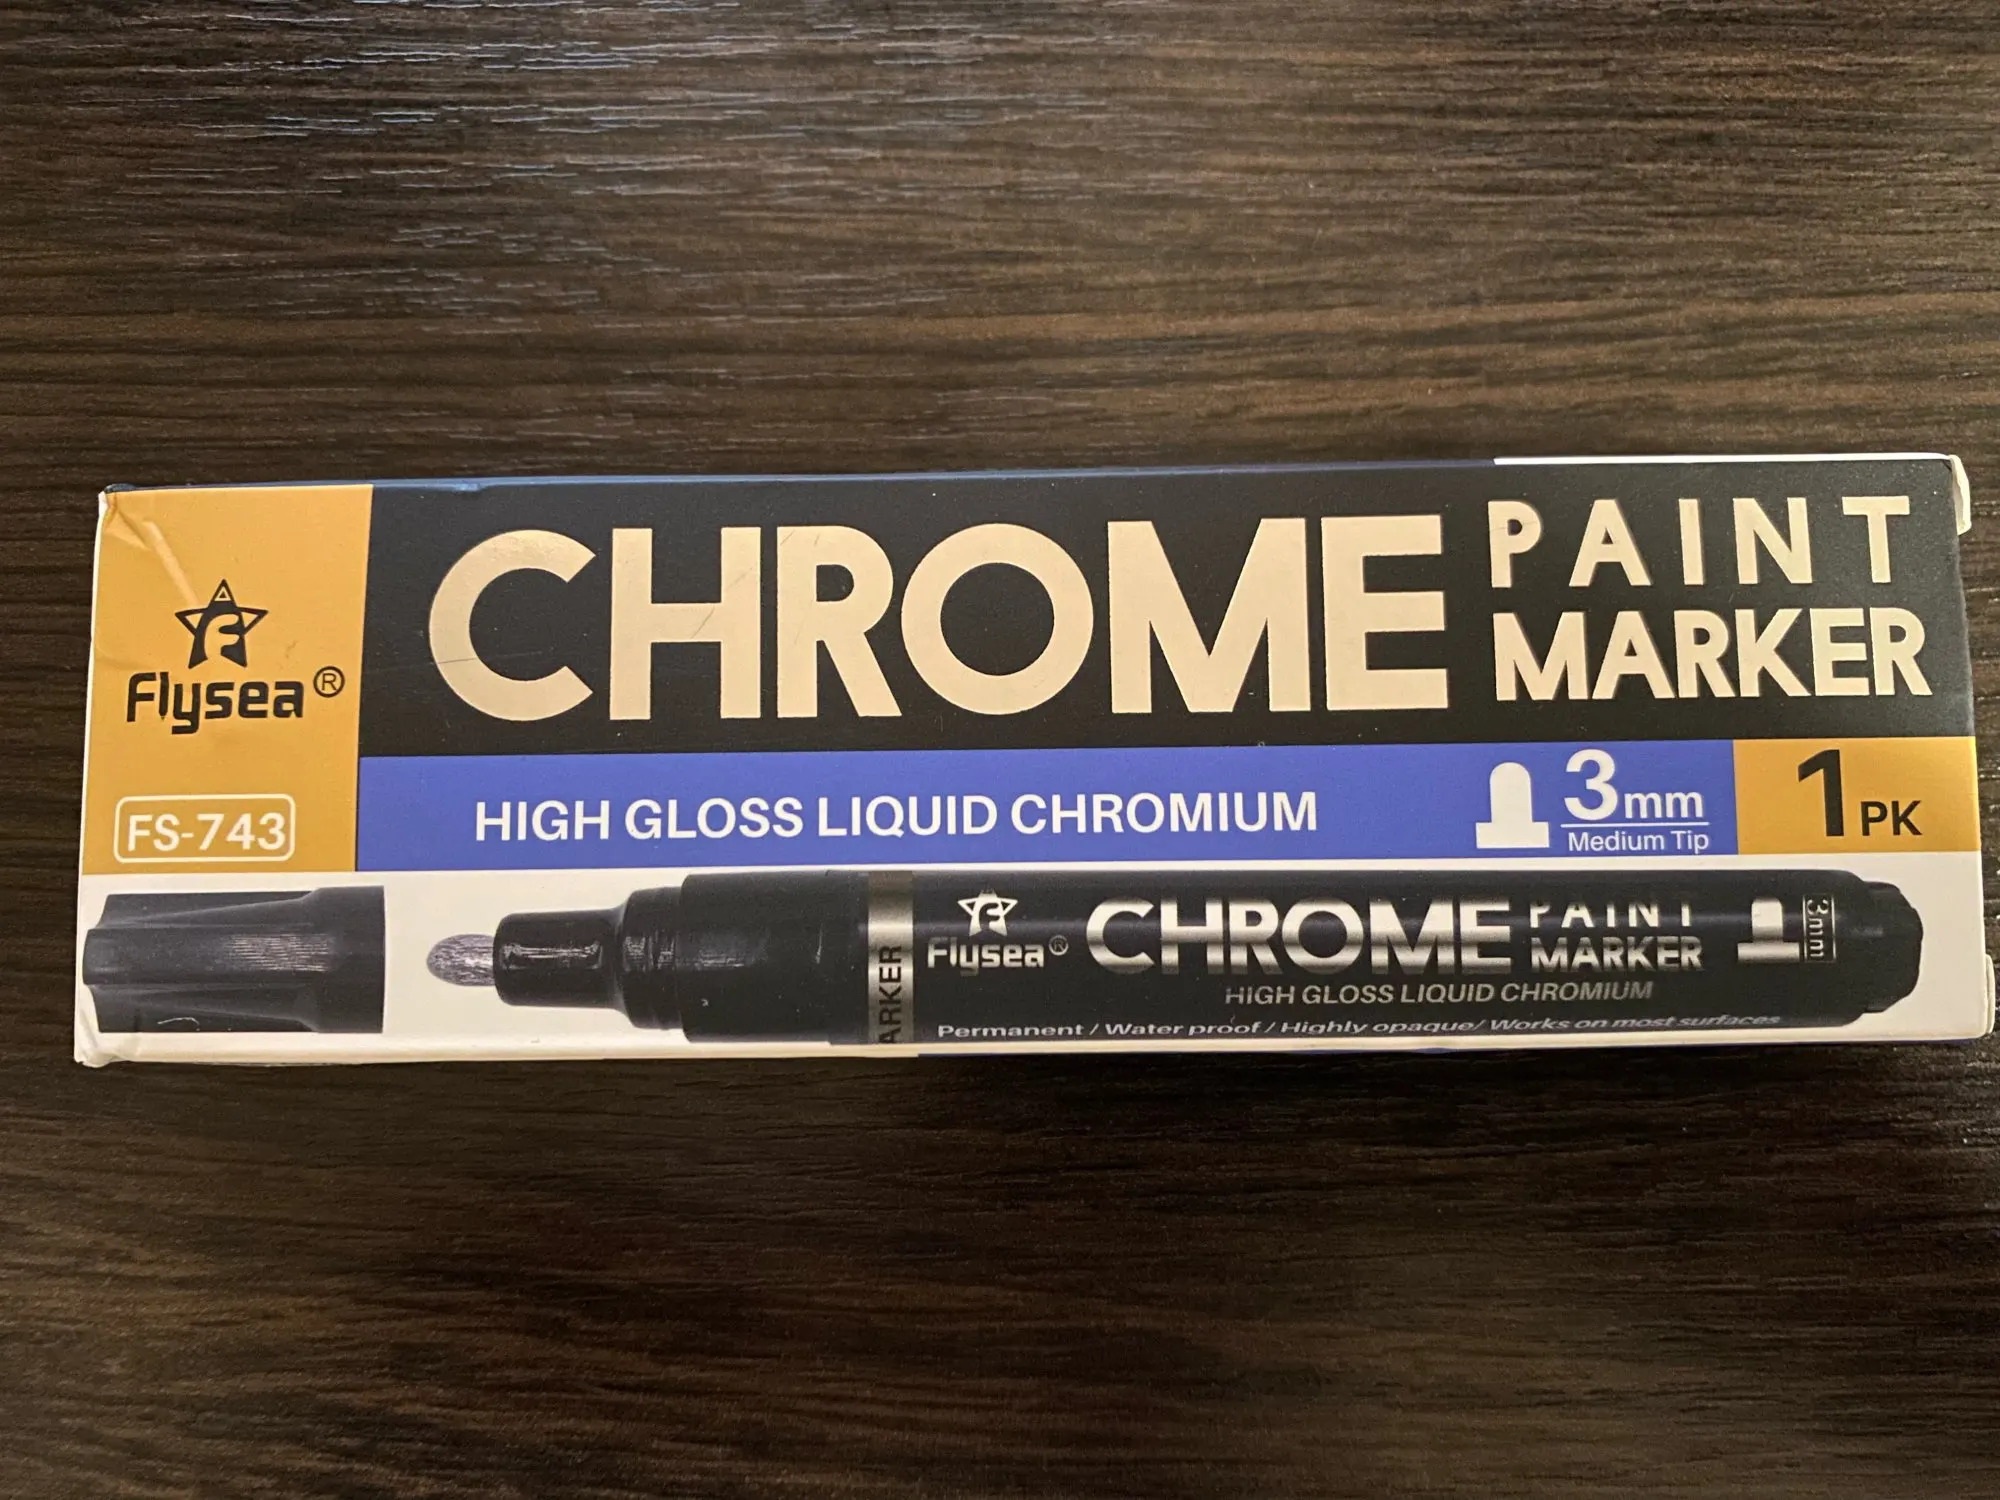 CHROME PAINT
MARKER
Flysea®
FS-743
HIGH GLOSS LIQUID CHROMIUM
3mm
Medium Tip
1 PK
ARKER
Flysea®
CHROME PAINT
MARKER
3mm
HIGH GLOSS LIQUID CHROMIUM
Permanent / Water proof / Highly opaque/ Works on most surfaces